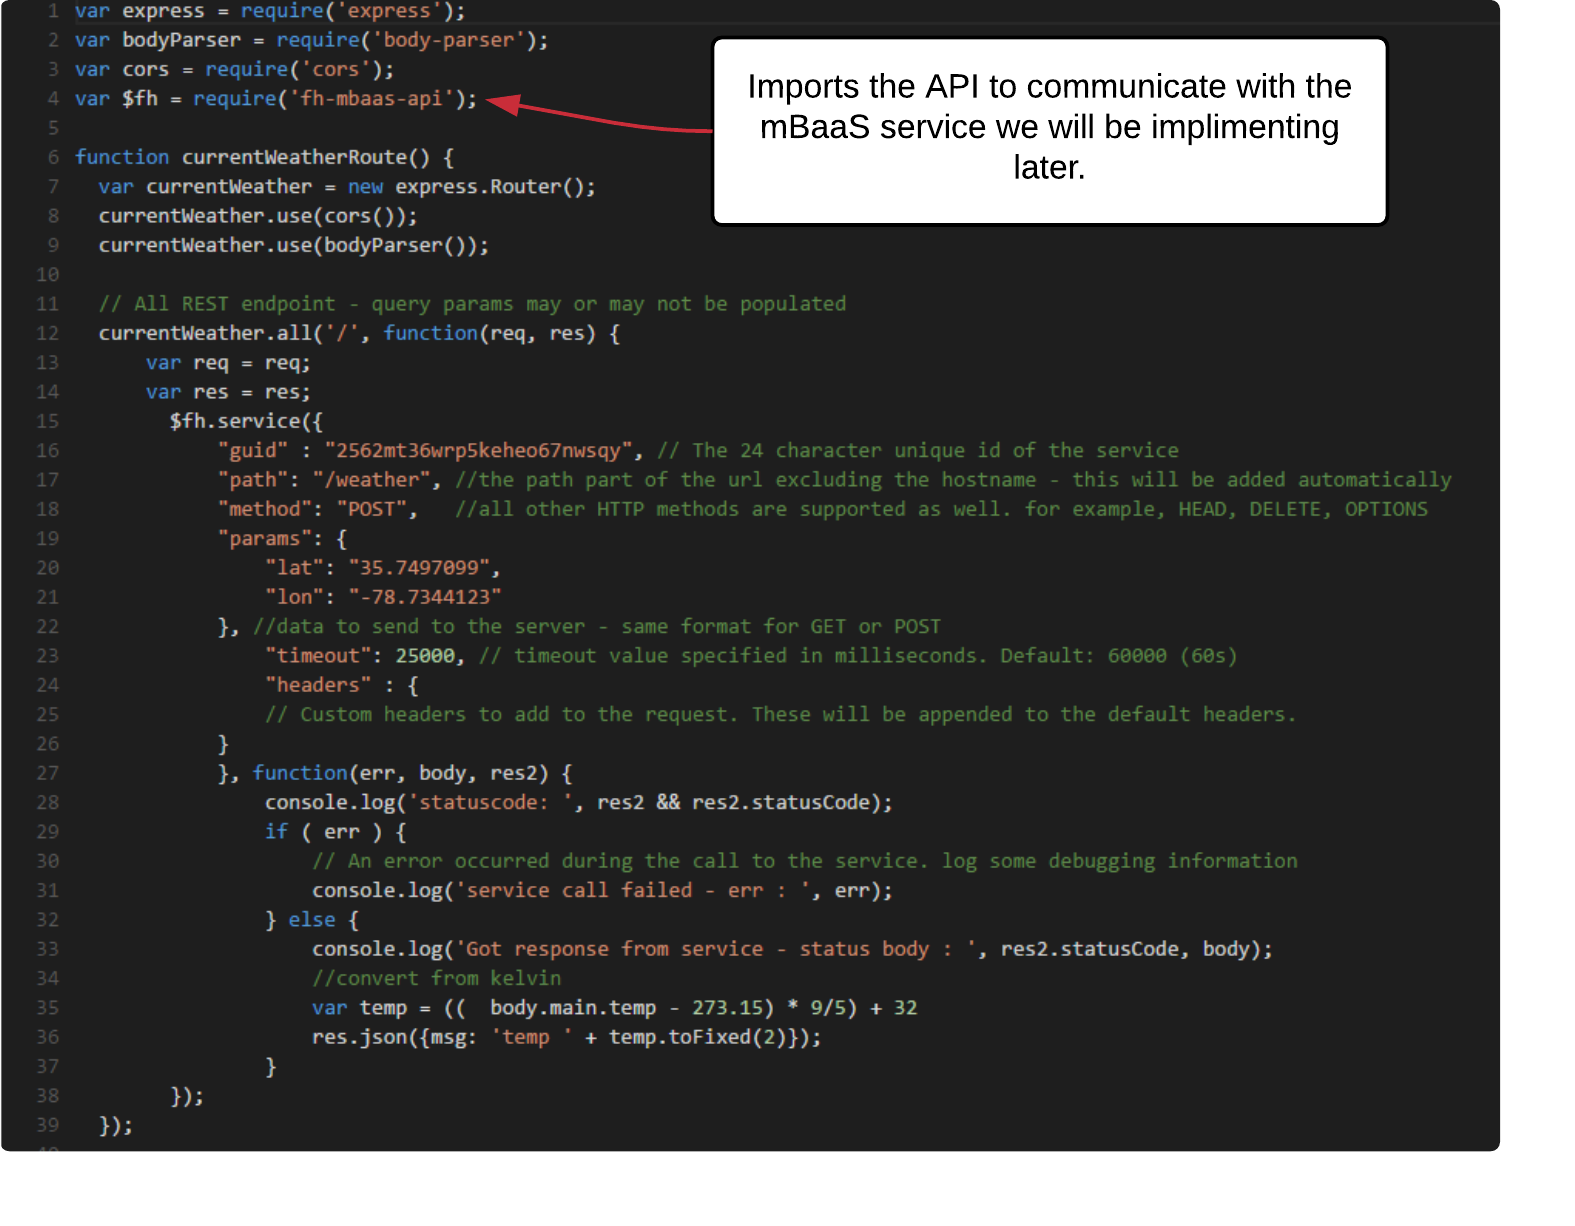 1 var express = require('express');
2 var bodyParser = require('body-parser');
3 var cors = require('cors');
4 var $fh = require('fh-mbaas-api');
5
6 function currentWeatherRoute() {
7 var currentWeather = new express.Router();
8 currentWeather.use(cors());
9 currentWeather.use(bodyParser());
10
11 // All REST endpoint - query params may or may not be populated
12 currentWeather.all('/', function(req, res) {
13 var req = req;
14 var res = res;
15 $fh.service({
16 "guid" : "2562mt36wrp5keheo67nwsqy", // The 24 character unique id of the service
17 "path": "/weather", //the path part of the url excluding the hostname - this will be added automatically
18 "method": "POST", //all other HTTP methods are supported as well. for example, HEAD, DELETE, OPTIONS
19 "params": {
20 "lat": "35.7497099",
21 "lon": "-78.7344123"
22 }, //data to send to the server - same format for GET or POST
23 "timeout": 25000, // timeout value specified in milliseconds. Default: 60000 (60s)
24 "headers" : {
25 // Custom headers to add to the request. These will be appended to the default headers.
26 }
27 }, function(err, body, res2) {
28 console.log('statuscode: ', res2 && res2.statusCode);
29 if ( err ) {
30 // An error occurred during the call to the service. log some debugging information
31 console.log('service call failed - err : ', err);
32 } else {
33 console.log('Got response from service - status body : ', res2.statusCode, body);
34 //convert from kelvin
35 var temp = (( body.main.temp - 273.15) * 9/5) + 32
36 res.json({msg: 'temp ' + temp.toFixed(2)});
37 }
38 });
39 });
Imports the API to communicate with the
mBaaS service we will be implimenting
later.